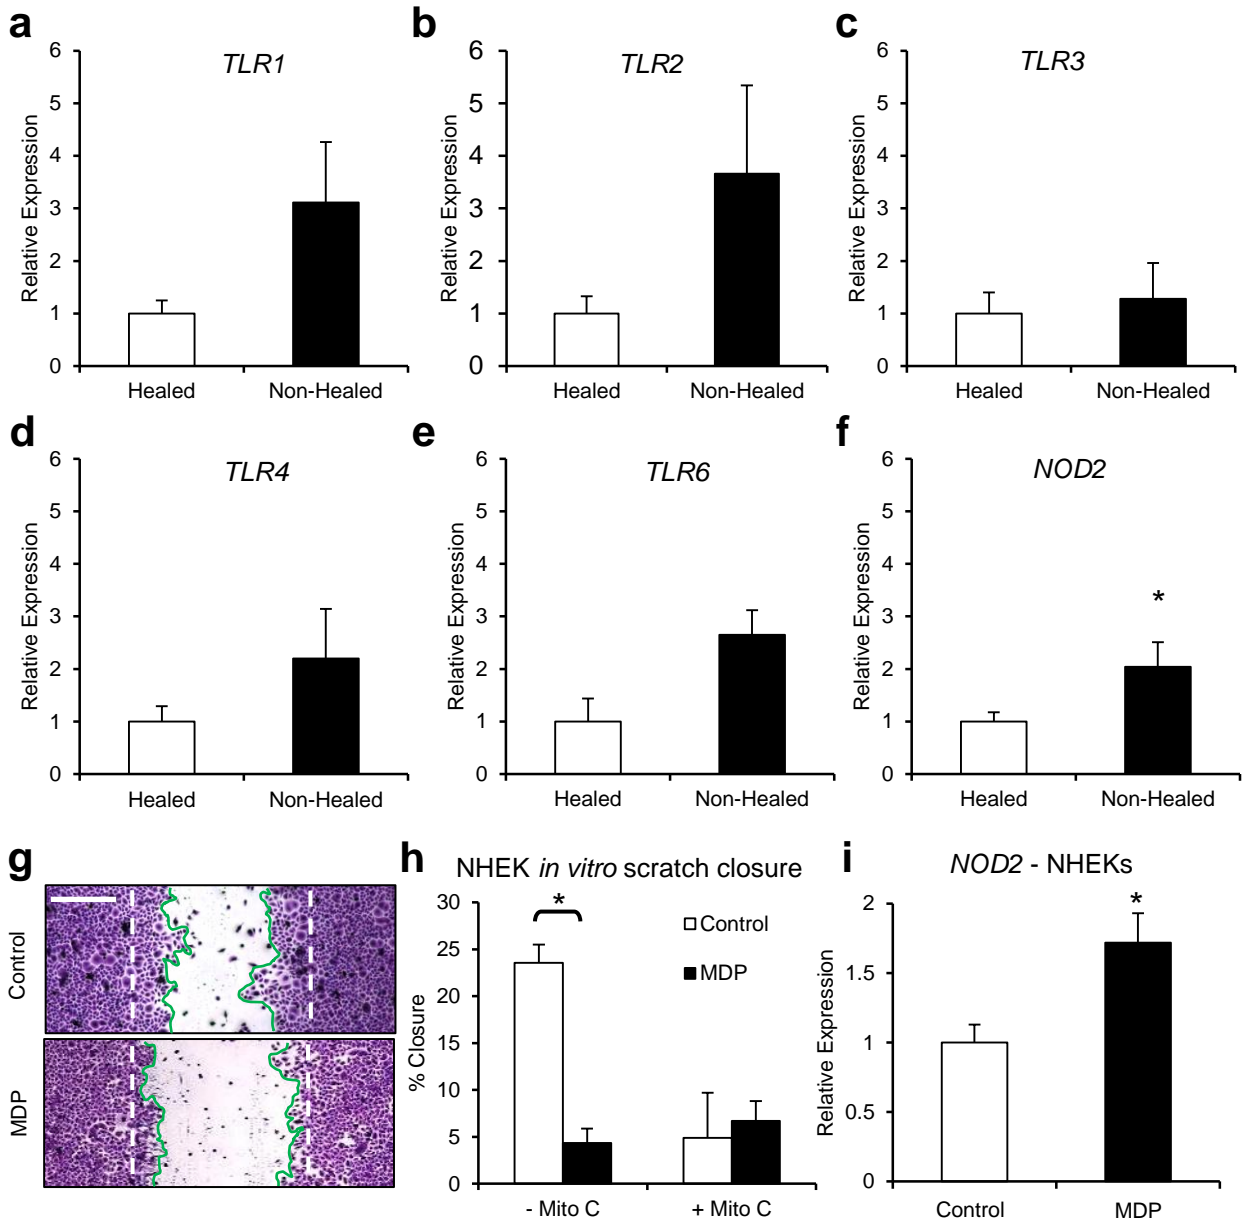 a
TLR1
Relative Expression
6
5
4
3
2
1
0
Healed
Non-Healed
b
TLR2
Relative Expression
6
5
4
3
2
1
0
Healed
Non-Healed
c
TLR3
Relative Expression
6
5
4
3
2
1
0
Healed
Non-Healed
d
TLR4
Relative Expression
6
5
4
3
2
1
0
Healed
Non-Healed
e
TLR6
Relative Expression
6
5
4
3
2
1
0
Healed
Non-Healed
f
NOD2
Relative Expression
6
5
4
3
2
1
0
*
Healed
Non-Healed
g
Control
MDP
h
NHEK in vitro scratch closure
% Closure
30
25
20
15
10
5
0
*
Control
MDP
- Mito C
+ Mito C
i
NOD2 - NHEKs
Relative Expression
2
1.5
1
0.5
0
*
Control
MDP